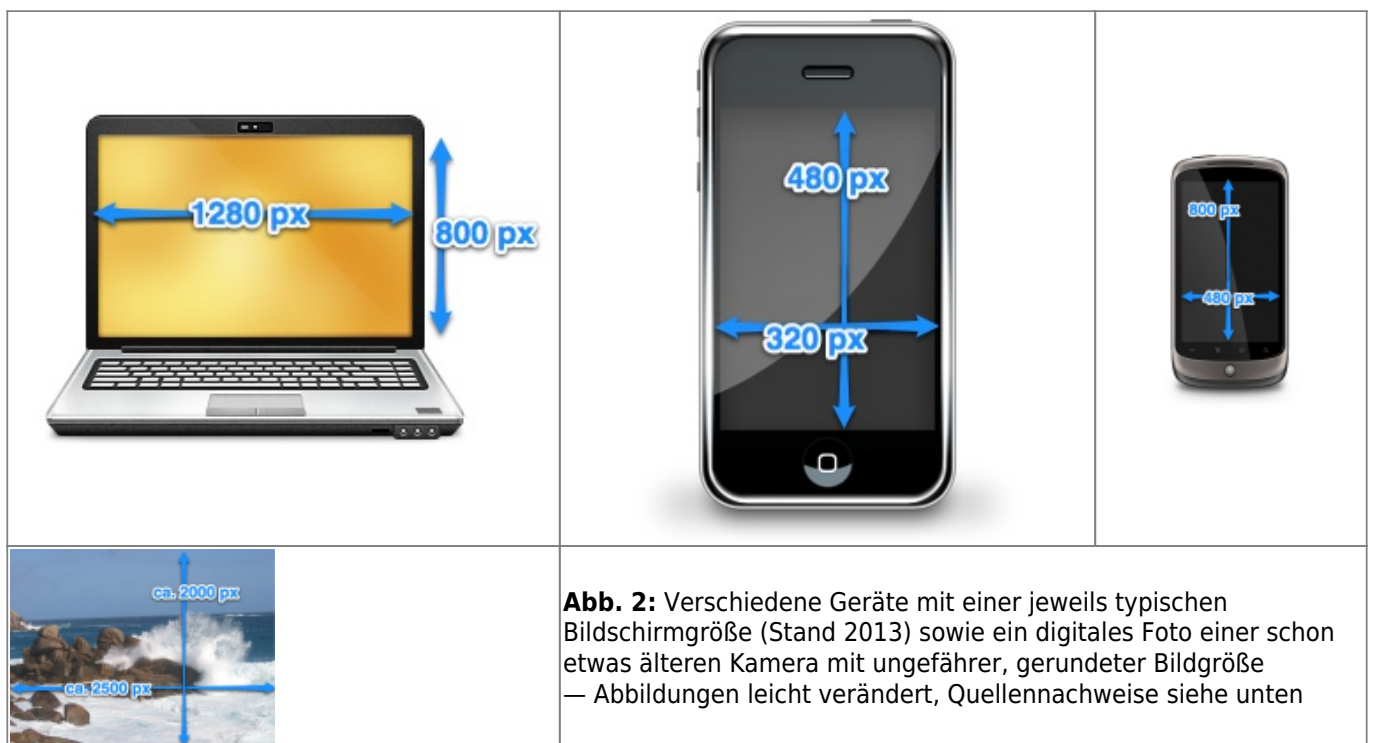 1280 px
800 px
480 px
320 px
800 px
480 px
ca. 2000 px
ca. 2500 px
Abb. 2: Verschiedene Geräte mit einer jeweils typischen
Bildschirmgröße (Stand 2013) sowie ein digitales Foto einer schon
etwas älteren Kamera mit ungefährer, gerundeter Bildgröße
— Abbildungen leicht verändert, Quellennachweise siehe unten